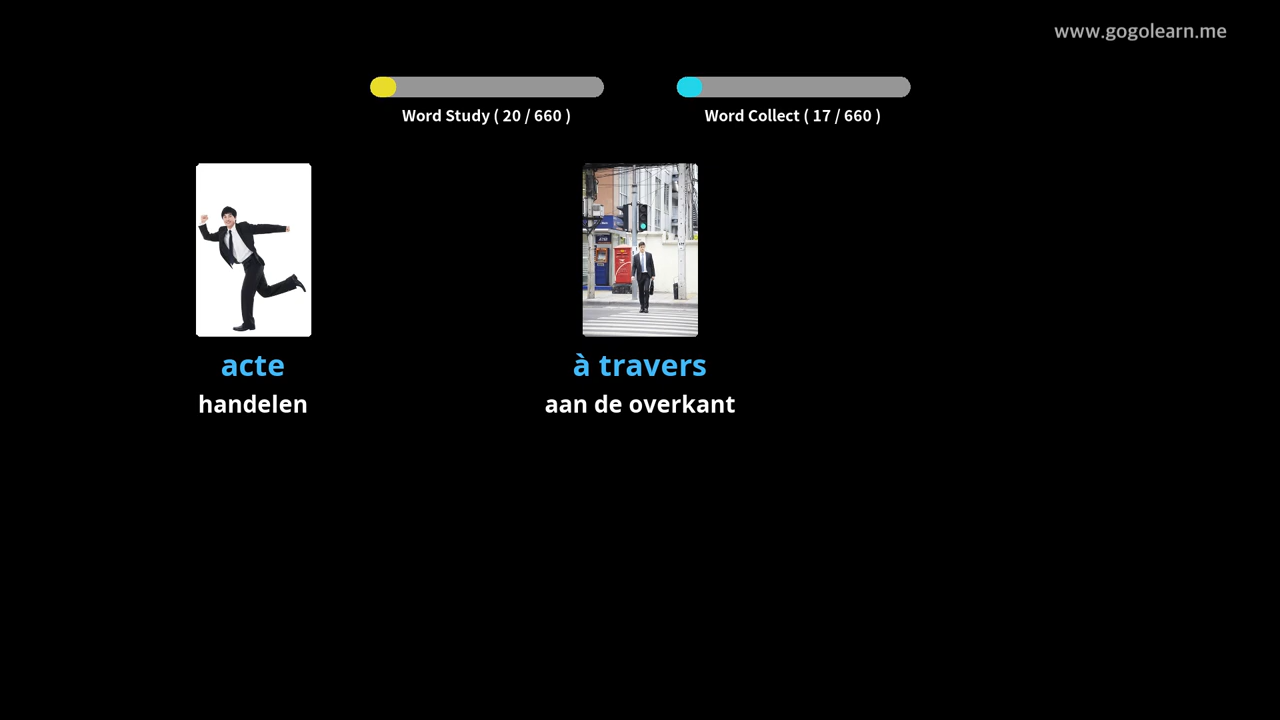 www.gogolearn.me
Word Study ( 20 / 660 )
Word Collect ( 17 / 660 )
acte
à travers
handelen
aan de overkant